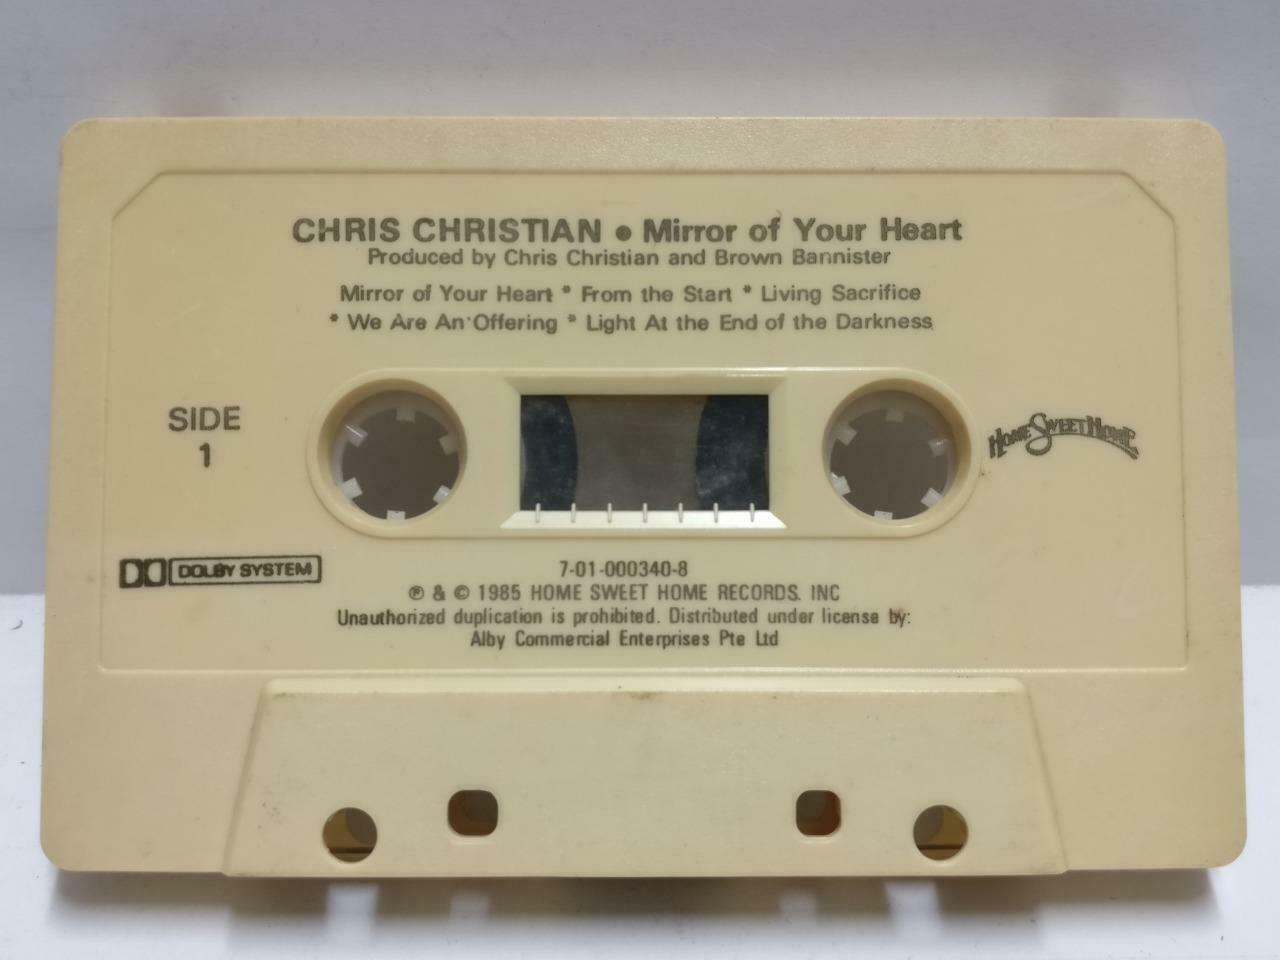 CHRIS CHRISTIAN • Mirror of Your Heart
Produced by Chris Christian and Brown Bannister
Mirror of Your Heart * From the Start * Living Sacrifice
* We Are An Offering * Light At the End of the Darkness
SIDE
1
HOME SWEET HOME
DOLBY SYSTEM
7-01-000340-8
℗ & © 1985 HOME SWEET HOME RECORDS. INC
Unauthorized duplication is prohibited. Distributed under license by:
Alby Commercial Enterprises Pte Ltd